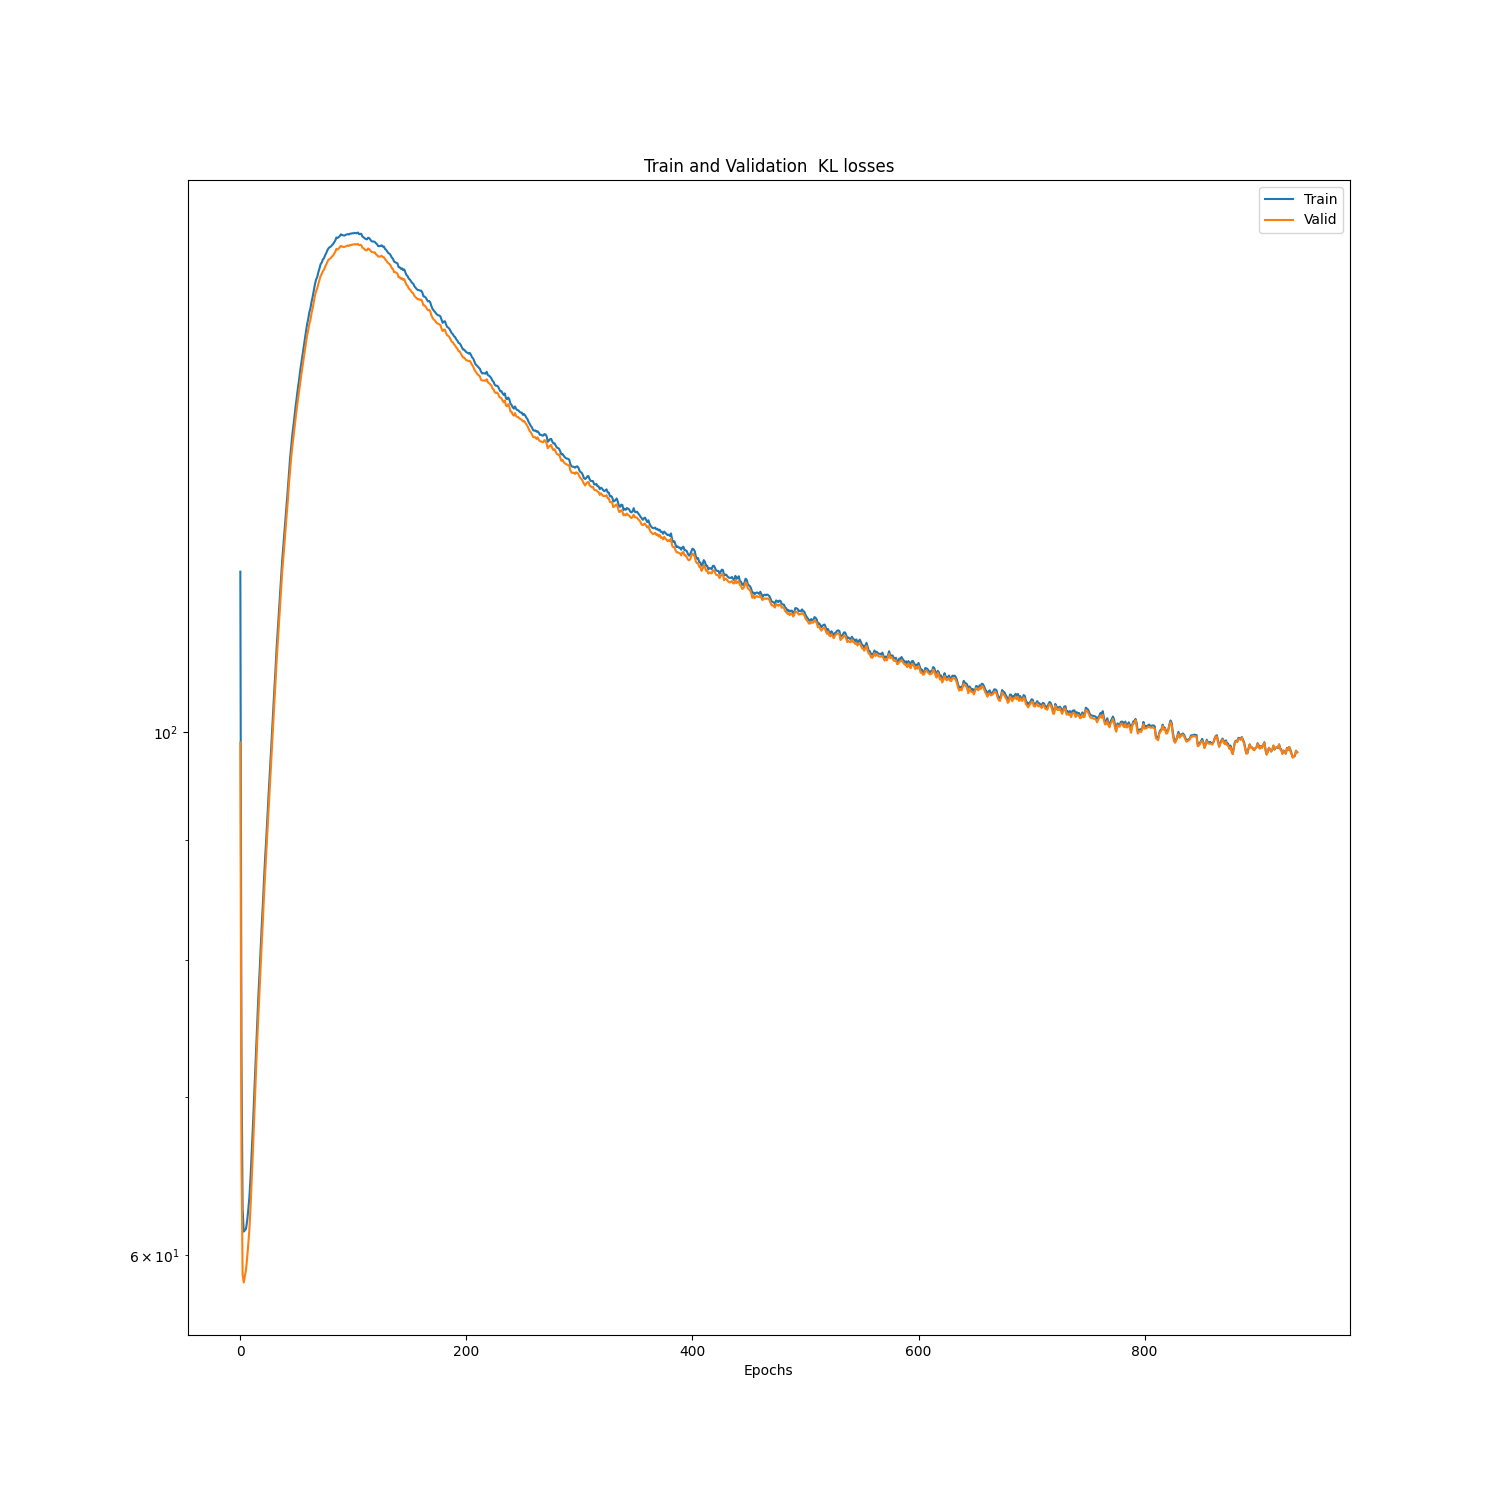 Train and Validation  KL losses
Train
Valid
10²
6 × 10¹
0 200 400 600 800
Epochs